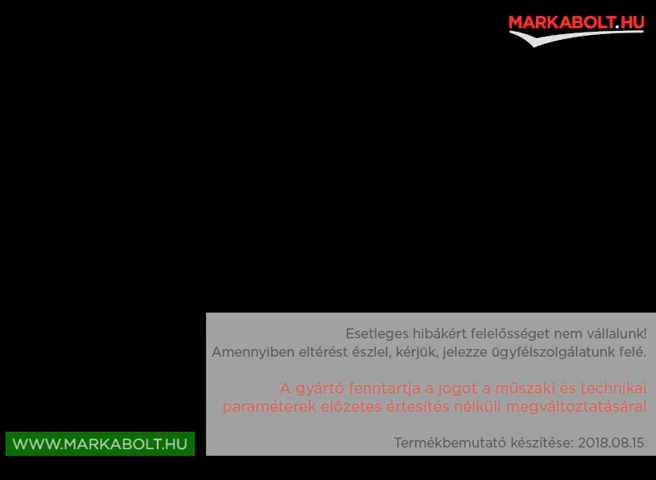 MARKABOLT.HU
Esetleges hibákért felelősséget nem vállalunk!
Amennyiben eltérést észlel, kérjük, jelezze ügyfélszolgálatunk felé.
A gyártó fenntartja a jogot a műszaki és technikai
paraméterek előzetes értesítés nélküli megváltoztatására!
WWW.MARKABOLT.HU
Termékbemutató készítése: 2018.08.15.